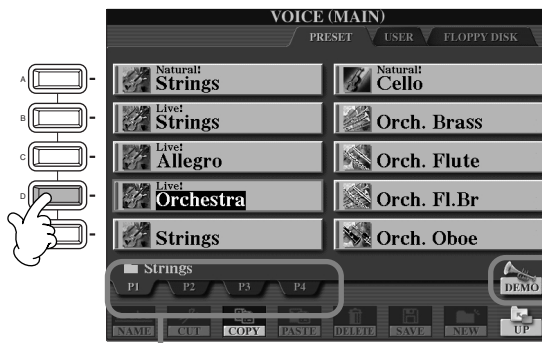 VOICE (MAIN)
PRESET USER FLOPPY DISK
A
Natural!
Strings
Natural!
Cello
B
Live!
Strings
Orch. Brass
C
Live!
Allegro
Orch. Flute
D
Live!
Orchestra
Orch. Fl.Br
Strings
Orch. Oboe
Strings
P1 P2 P3 P4
DEMO
NAME CUT COPY PASTE DELETE SAVE NEW UP